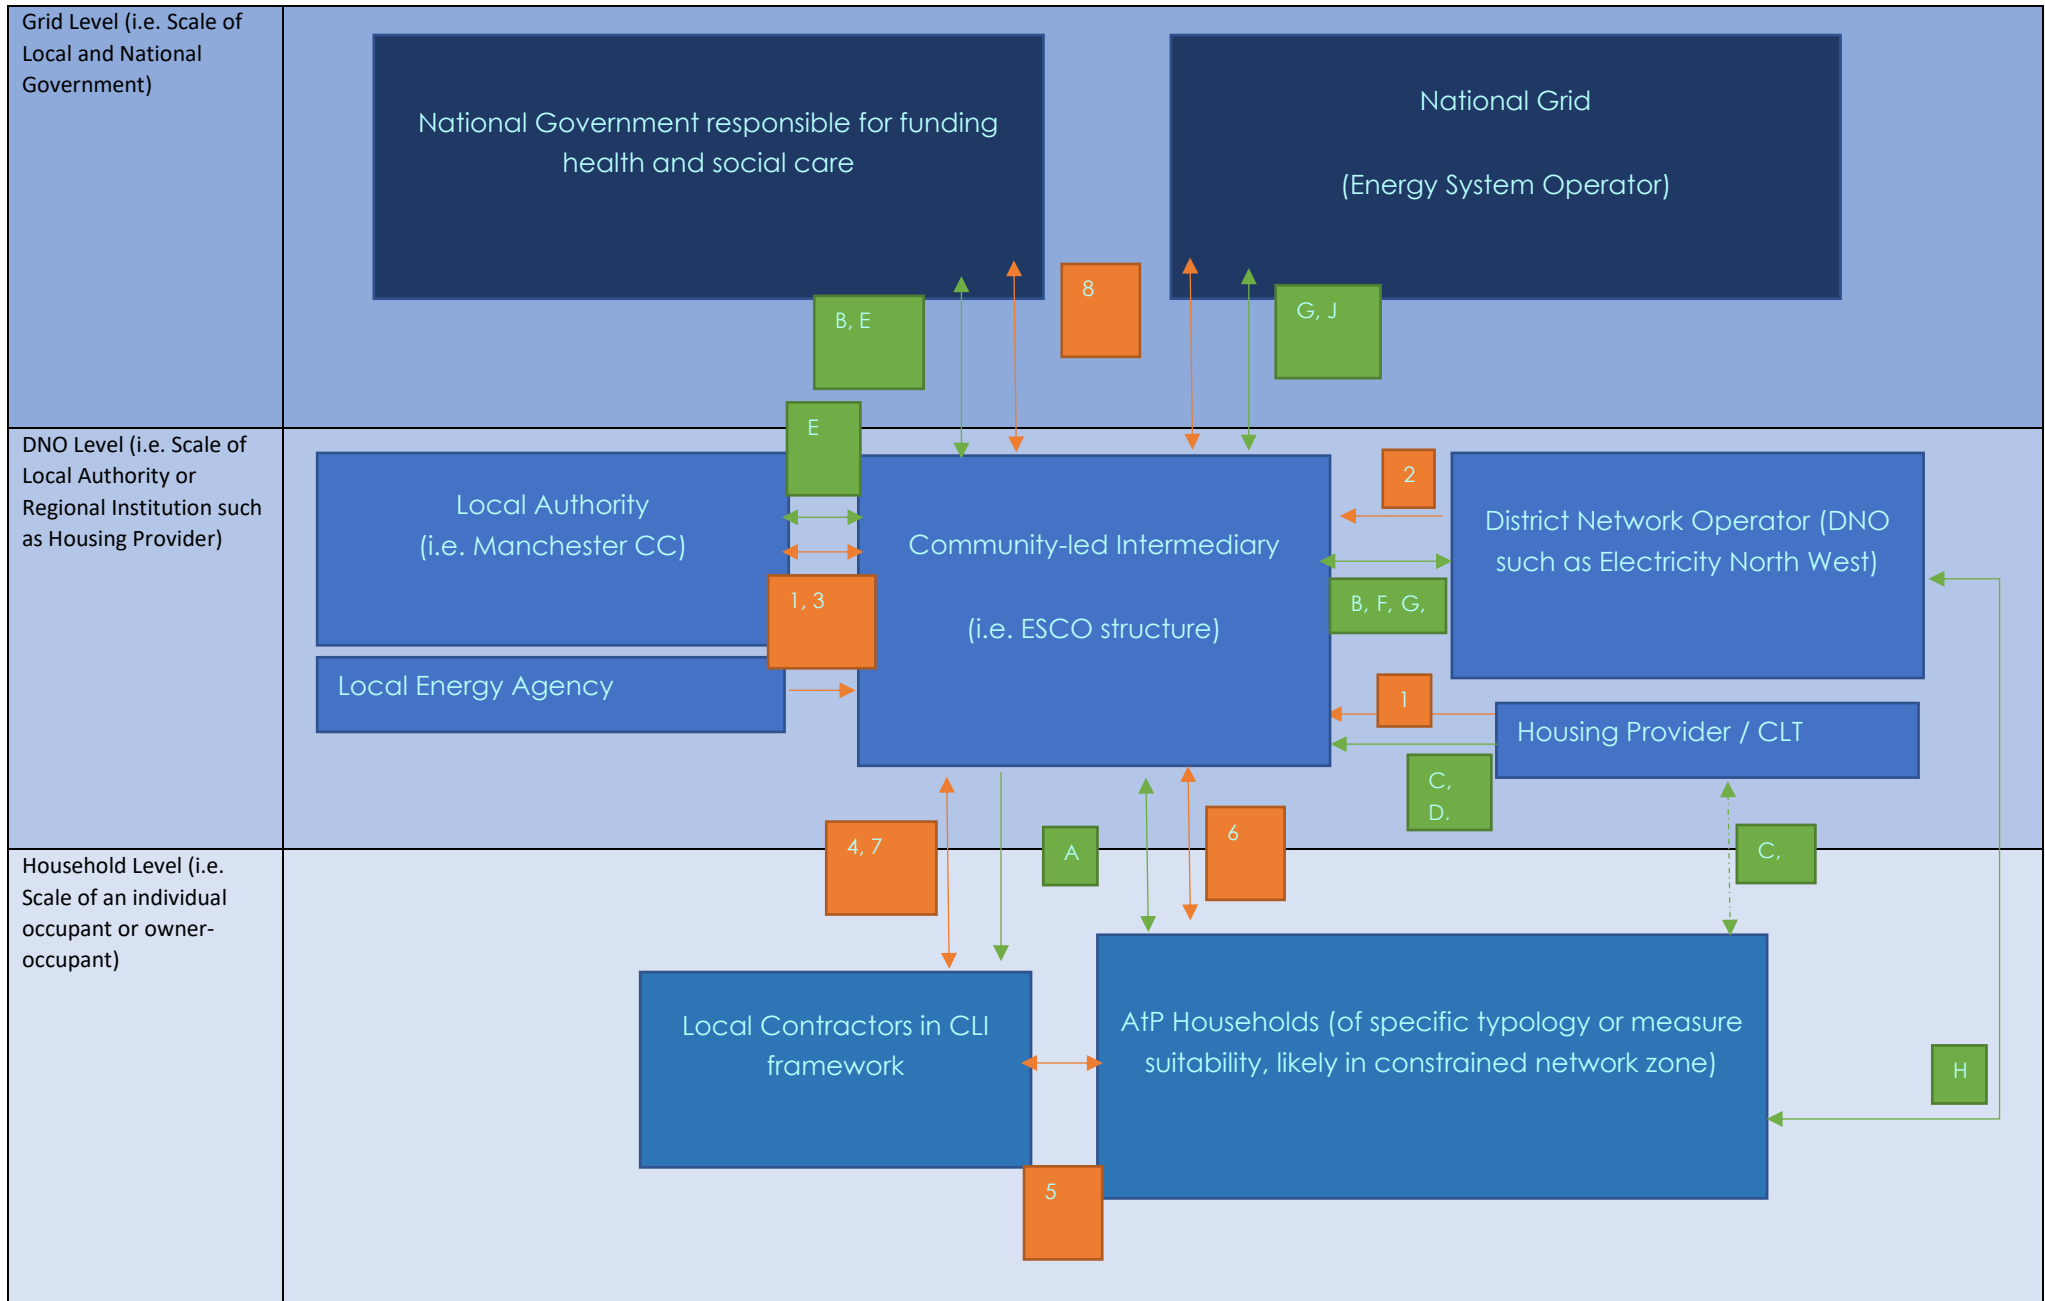 Grid Level (i.e. Scale of
Local and National
Government)
National Government responsible for funding
health and social care
National Grid
(Energy System Operator)
8
B, E
G, J
DNO Level (i.e. Scale of
Local Authority or
Regional Institution such
as Housing Provider)
E
Local Authority
(i.e. Manchester CC)
1, 3
Local Energy Agency
Community-led Intermediary
(i.e. ESCO structure)
2
District Network Operator (DNO
such as Electricity North West)
B, F, G,
1
Housing Provider / CLT
C,
D.
4, 7
A
6
C,
Household Level (i.e.
Scale of an individual
occupant or owner-
occupant)
Local Contractors in CLI
framework
AtP Households (of specific typology or measure
suitability, likely in constrained network zone)
H
5